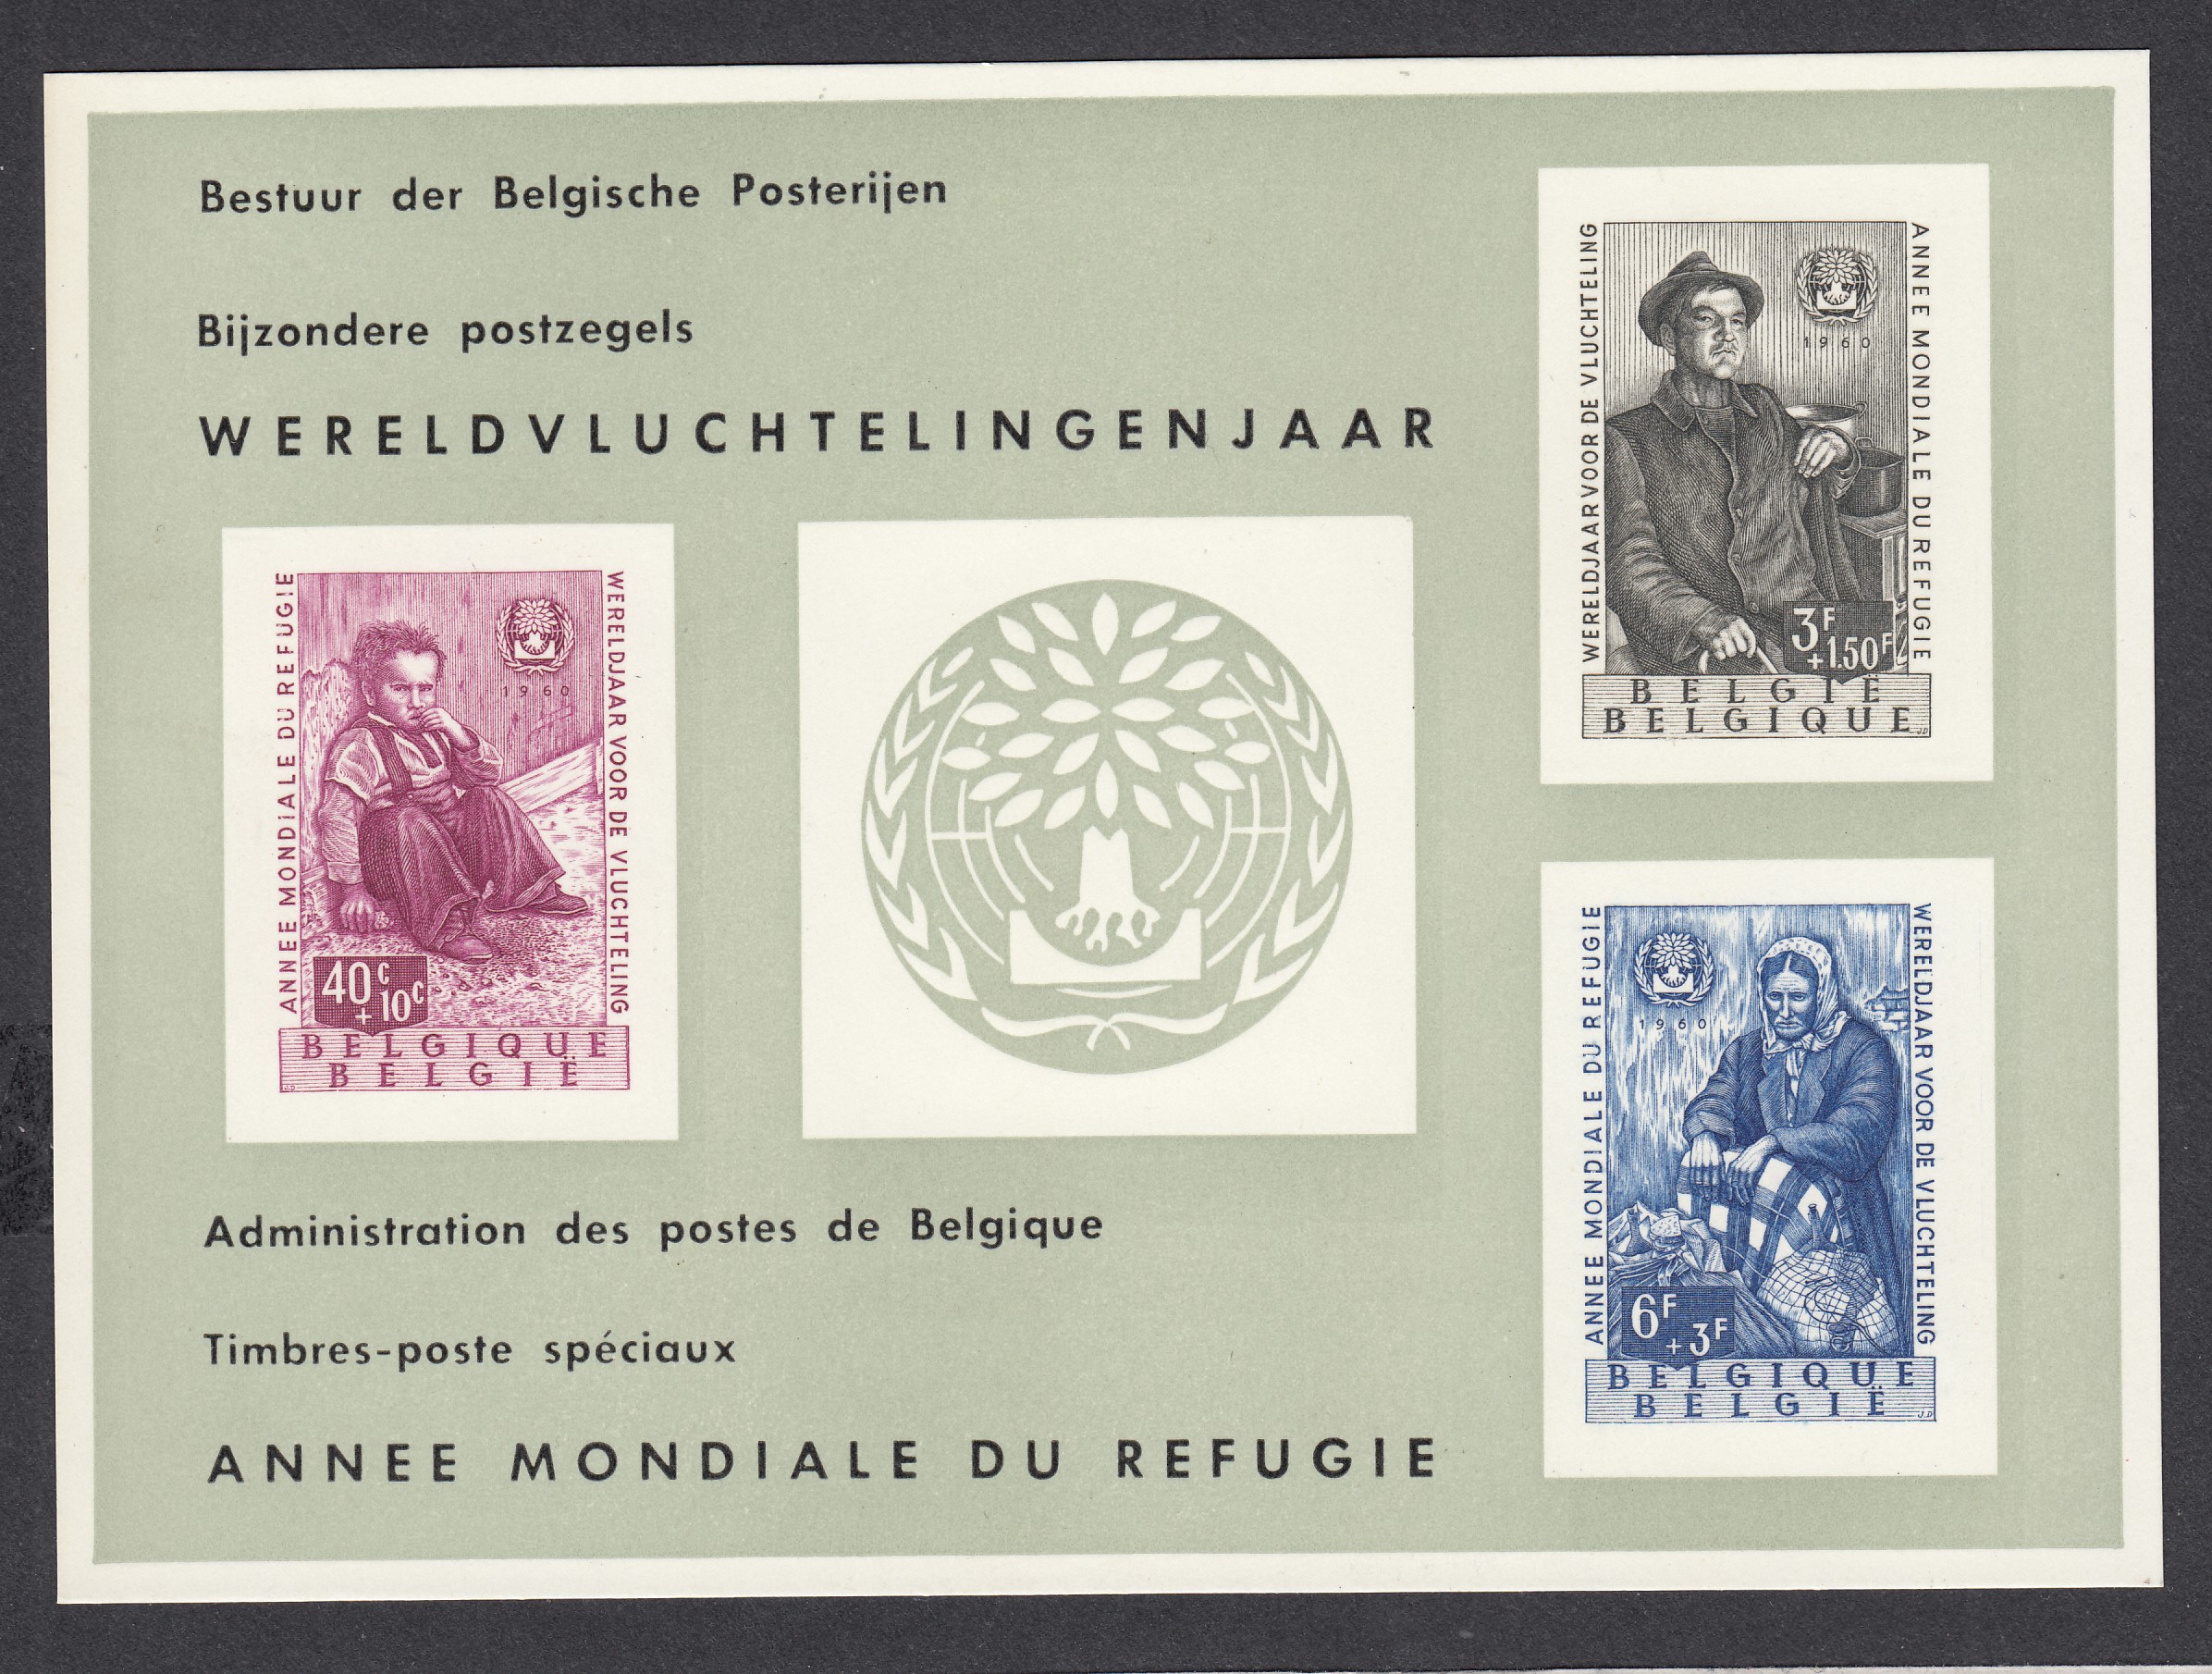 Bestuur der Belgische Posterijen
Bijzondere postzegels
WERELDVLUCHTELINGENJAAR
ANNEE MONDIALE DU REFUGIE
WERELDJAAR VOOR DE VLUCHTELING
1960
40c
+10c
BELGIQUE
BELGIË
J.D
WERELDJAAR VOOR DE VLUCHTELING
ANNEE MONDIALE DU REFUGIE
1960
3F
+1.50F
BELGIË
BELGIQUE
J.D
ANNEE MONDIALE DU REFUGIE
WERELDJAAR VOOR DE VLUCHTELING
1960
6F
+3F
BELGIQUE
BELGIË
J.D
Administration des postes de Belgique
Timbres-poste spéciaux
ANNEE MONDIALE DU REFUGIE